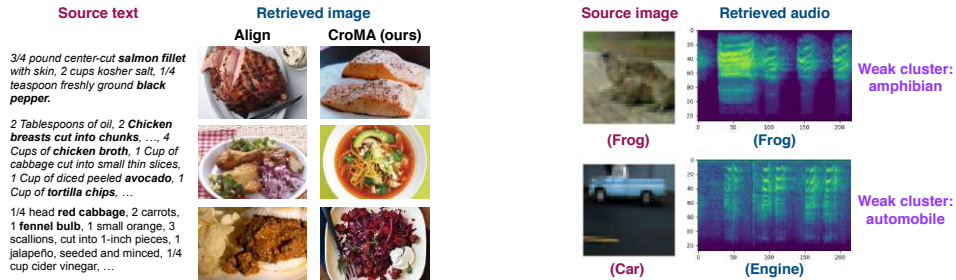 Source text
Retrieved image
Align
CroMA (ours)
3/4 pound center-cut salmon fillet
with skin, 2 cups kosher salt, 1/4
teaspoon freshly ground black
pepper.
2 Tablespoons of oil, 2 Chicken
breasts cut into chunks, …, 4
Cups of chicken broth, 1 Cup of
cabbage cut into small thin slices,
1 Cup of diced peeled avocado, 1
Cup of tortilla chips, …
1/4 head red cabbage, 2 carrots,
1 fennel bulb, 1 small orange, 3
scallions, cut into 1-inch pieces, 1
jalapeño, seeded and minced, 1/4
cup cider vinegar, …
Source image
Retrieved audio
0
20
40
60
80
100
120
0
50
100
150
200
(Frog)
(Frog)
Weak cluster:
amphibian
0
20
40
60
80
0
50
100
150
200
(Car)
(Engine)
Weak cluster:
automobile